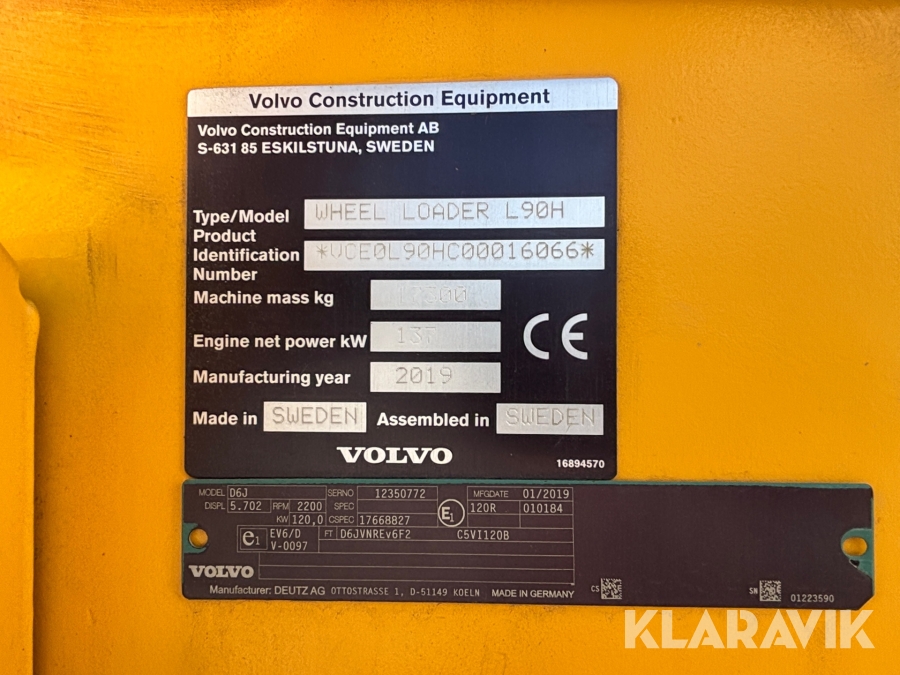 KLARAVIK
Volvo Construction Equipment
Volvo Construction Equipment AB
S-631 85 ESKILSTUNA, SWEDEN
Type/Model WHEEL LOADER L90H
Product
Identification *VCE0L90HC00016066*
Number
Machine mass kg
Engine net power kW 137
Manufacturing year 2019
Made in SWEDEN Assembled in SWEDEN
VOLVO
16894570
MODEL D6J SERNO 12350772 MFGDATE 01/2019
DISPL 5.702 RPM 2200 SPEC E1 120R 010184
KW 120,0 CSPEC 17668827
e1 EV6/D FT D6JVNREv6F2 C5VI120B
V-0097
VOLVO
Manufacturer: DEUTZ AG OTTOSTRASSE 1, D-51149 KOELN MADE IN GERMANY
CS SN 01223590
KLARAVIK